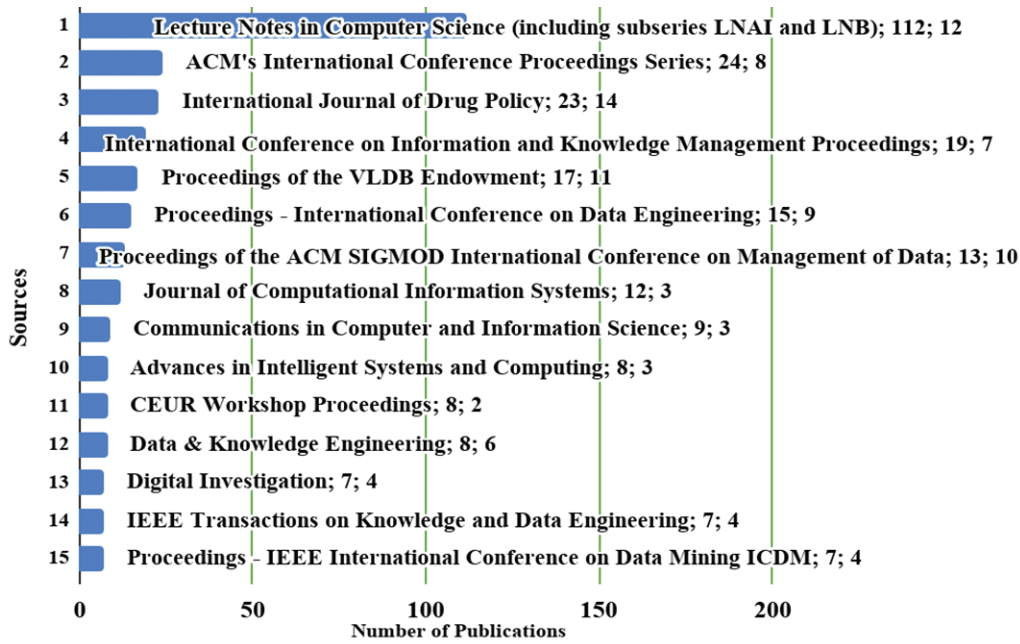 1 Lecture Notes in Computer Science (including subseries LNAI and LNB); 112; 12
2 ACM's International Conference Proceedings Series; 24; 8
3 International Journal of Drug Policy; 23; 14
4 International Conference on Information and Knowledge Management Proceedings; 19; 7
5 Proceedings of the VLDB Endowment; 17; 11
6 Proceedings - International Conference on Data Engineering; 15; 9
7 Proceedings of the ACM SIGMOD International Conference on Management of Data; 13; 10
8 Journal of Computational Information Systems; 12; 3
9 Communications in Computer and Information Science; 9; 3
10 Advances in Intelligent Systems and Computing; 8; 3
11 CEUR Workshop Proceedings; 8; 2
12 Data & Knowledge Engineering; 8; 6
13 Digital Investigation; 7; 4
14 IEEE Transactions on Knowledge and Data Engineering; 7; 4
15 Proceedings - IEEE International Conference on Data Mining ICDM; 7; 4
Sources
0 50 100 150 200
Number of Publications